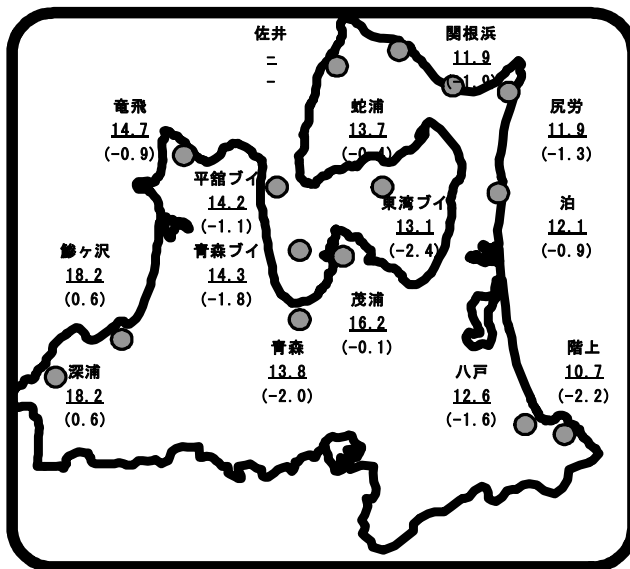 佐井
-
-
関根浜
11.9
(-1.9)
竜飛
14.7
(-0.9)
蛇浦
13.7
尻労
11.9
(-1.3)
平舘ブイ
14.2
(-1.1)
東湾ブイ
13.1
(-2.4)
泊
12.1
(-0.9)
鰺ヶ沢
18.2
(0.6)
青森ブイ
14.3
(-1.8)
茂浦
16.2
(-0.1)
深浦
18.2
(0.6)
青森
13.8
(-2.0)
八戸
12.6
(-1.6)
階上
10.7
(-2.2)